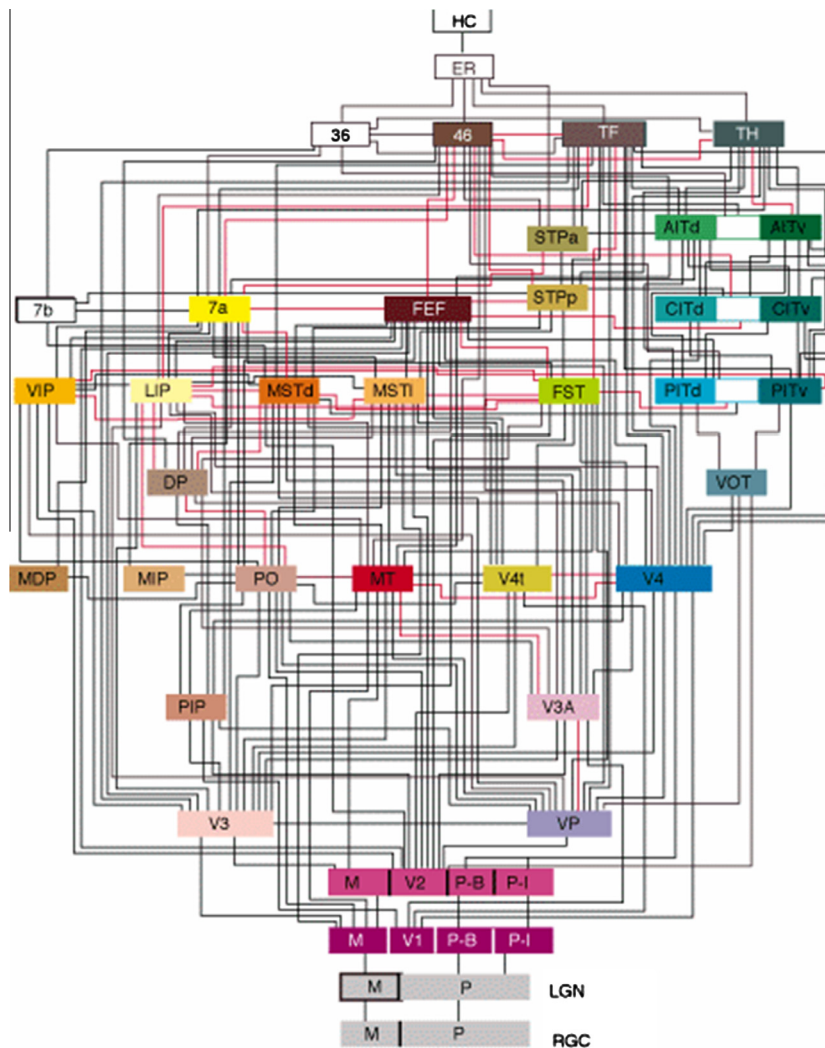 HC
ER
36 46 TF TH
AITd AITv
STPa
STPp
7b 7a FEF CITd CITv
VIP LIP MSTd MSTl FST PITd PITv
DP VOT
MDP MIP PO MT V4t V4
PIP V3A
V3 VP
M V2 P-B P-I
M V1 P-B P-I
M P LGN
M P RGC